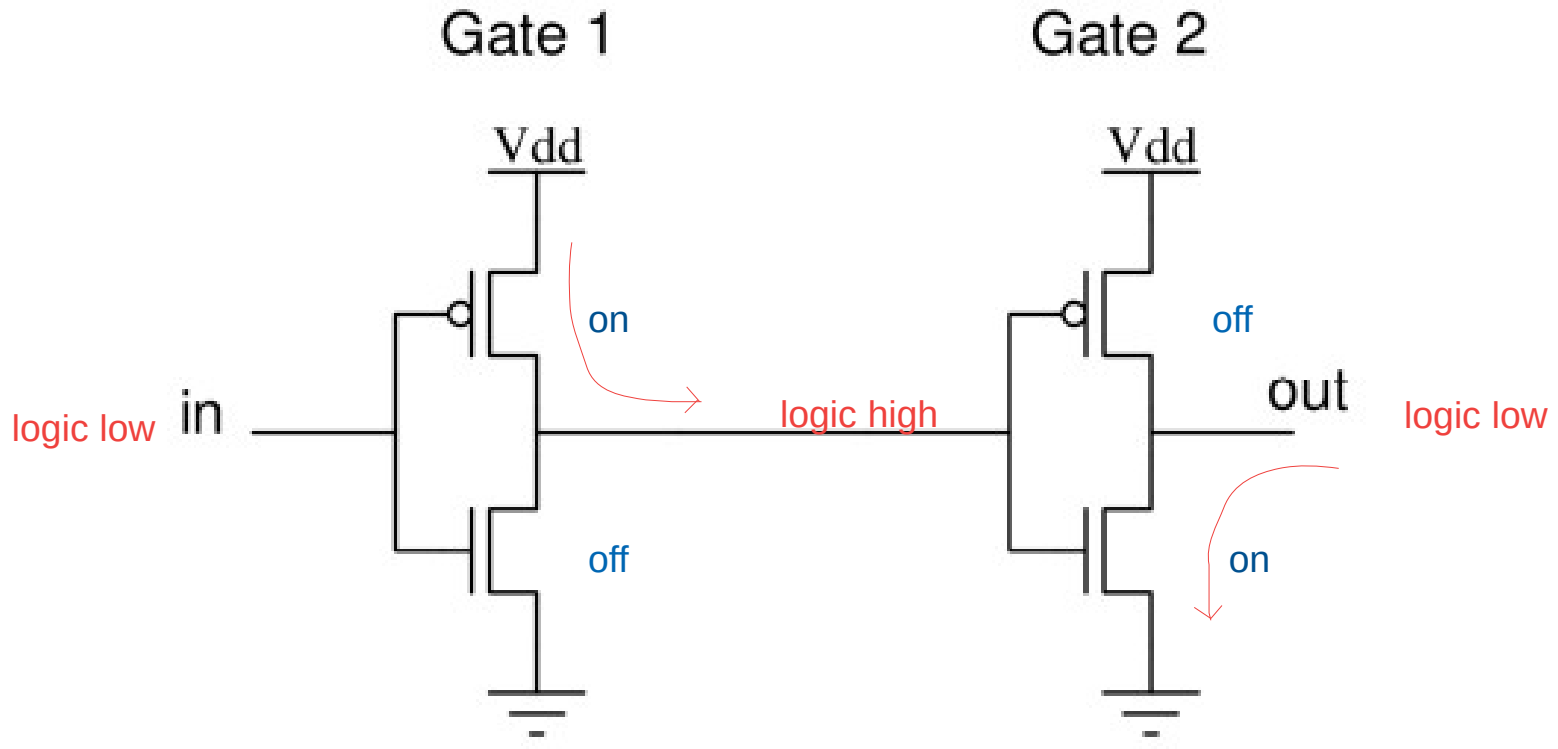 Gate 1
Gate 2
Vdd
Vdd
on
off
logic low
in
logic high
out
logic low
off
on